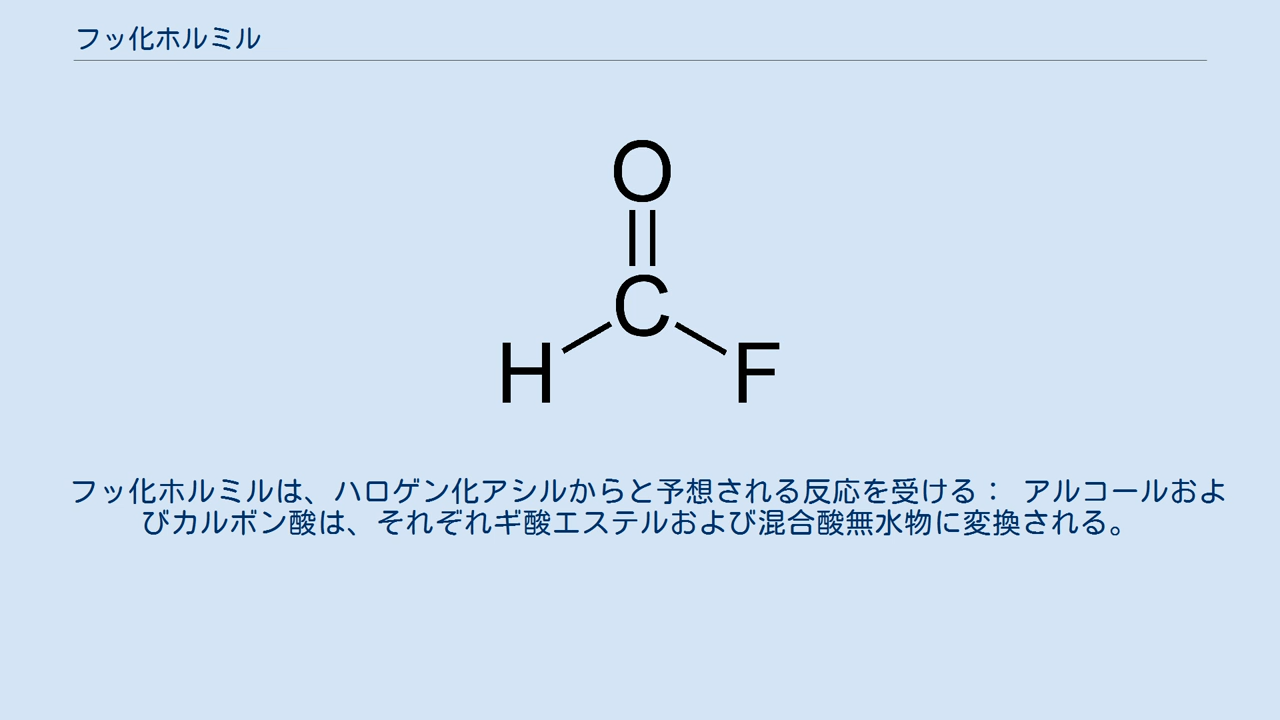 フッ化ホルミル
O
C
H F
フッ化ホルミルは、ハロゲン化アシルからと予想される反応を受ける： アルコールおよ
びカルボン酸は、それぞれギ酸エステルおよび混合酸無水物に変換される。